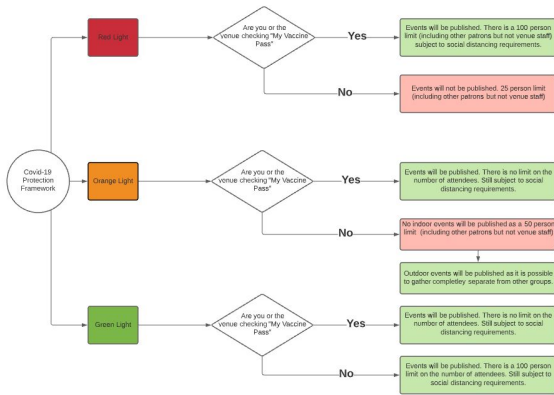 Red Light
Are you or the
venue checking "My Vaccine
Pass"
Yes
Events will be published. There is a 100 person
limit (including other patrons but not venue staff)
subject to social distancing requirements.
No
Events will not be published. 25 person limit
(including other patrons but not venue staff)
Covid-19
Protection
Framework
Orange Light
Are you or the
venue checking "My Vaccine
Pass"
Yes
Events will be published. There is no limit on the
number of attendees. Still subject to social
distancing requirements.
No
No indoor events will be published as a 50 person
limit (including other patrons but not venue staff)
Outdoor events will be published as it is possible
to gather completley separate from other groups.
Green Light
Are you or the
venue checking "My Vaccine
Pass"
Yes
Events will be published. There is no limit on the
number of attendees. Still subject to social
distancing requirements.
No
Events will be published. There is a 100 person
limit on the number of attendees. Still subject to
social distancing requirements.